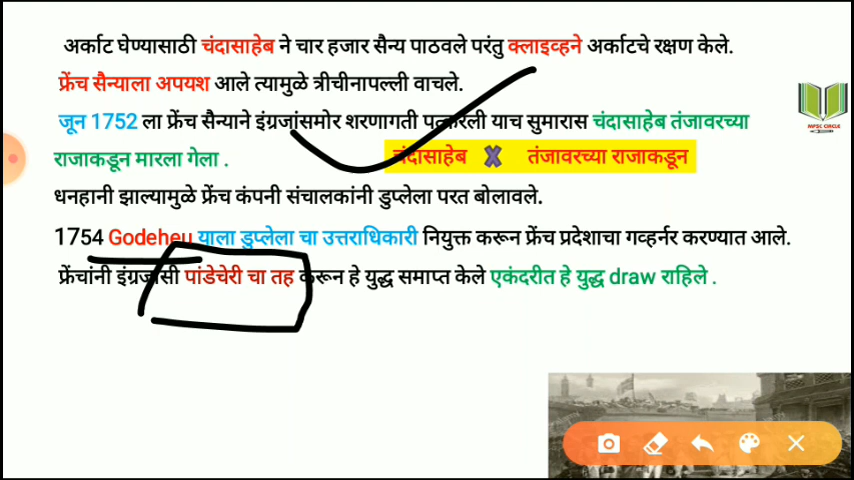 अर्काट घेण्यासाठी चंदासाहेब ने चार हजार सैन्य पाठवले परंतु क्लाइव्हने अर्काटचे रक्षण केले.
फ्रेंच सैन्याला अपयश आले त्यामुळे त्रीचीनापल्ली वाचले.
जून 1752 ला फ्रेंच सैन्याने इंग्रजांसमोर शरणागती पत्करली याच सुमारास चंदासाहेब तंजावरच्या
राजाकडून मारला गेला .
चंदासाहेब X तंजावरच्या राजाकडून
धनहानी झाल्यामुळे फ्रेंच कंपनी संचालकांनी डुप्लेला परत बोलावले.
1754 Godeheu याला डुप्लेला चा उत्तराधिकारी नियुक्त करून फ्रेंच प्रदेशाचा गव्हर्नर करण्यात आले.
फ्रेंचांनी इंग्रजांसी पांडेचेरी चा तह करून हे युद्ध समाप्त केले एकंदरीत हे युद्ध draw राहिले .
MPSC CIRCLE